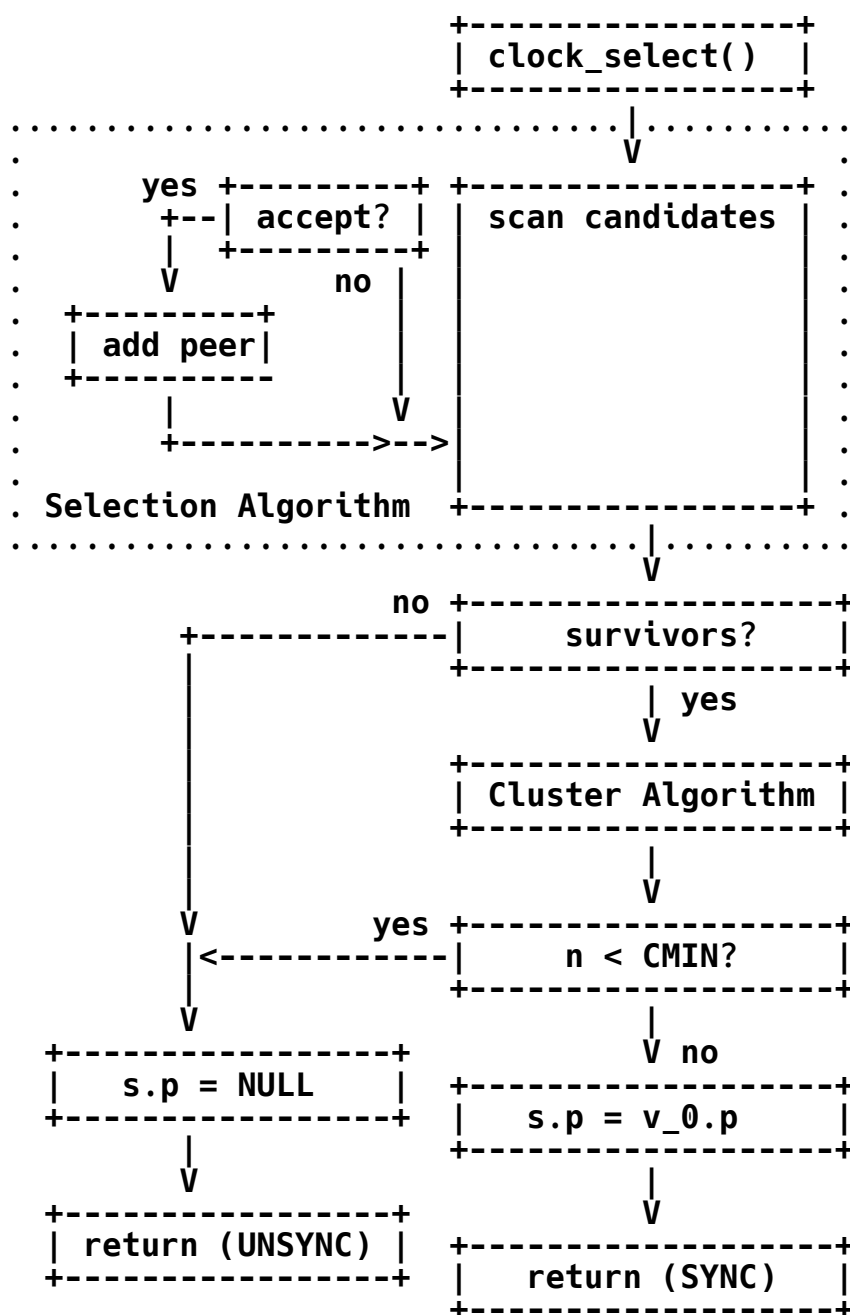 clock_select()
yes
accept? scan candidates
no
add peer
Selection Algorithm
no
survivors?
yes
Cluster Algorithm
yes
n < CMIN?
no
s.p = NULL
s.p = v_0.p
return (UNSYNC)
return (SYNC)